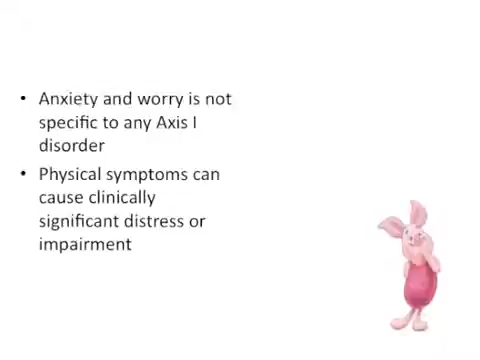 • Anxiety and worry is not
specific to any Axis I
disorder
• Physical symptoms can
cause clinically
significant distress or
impairment